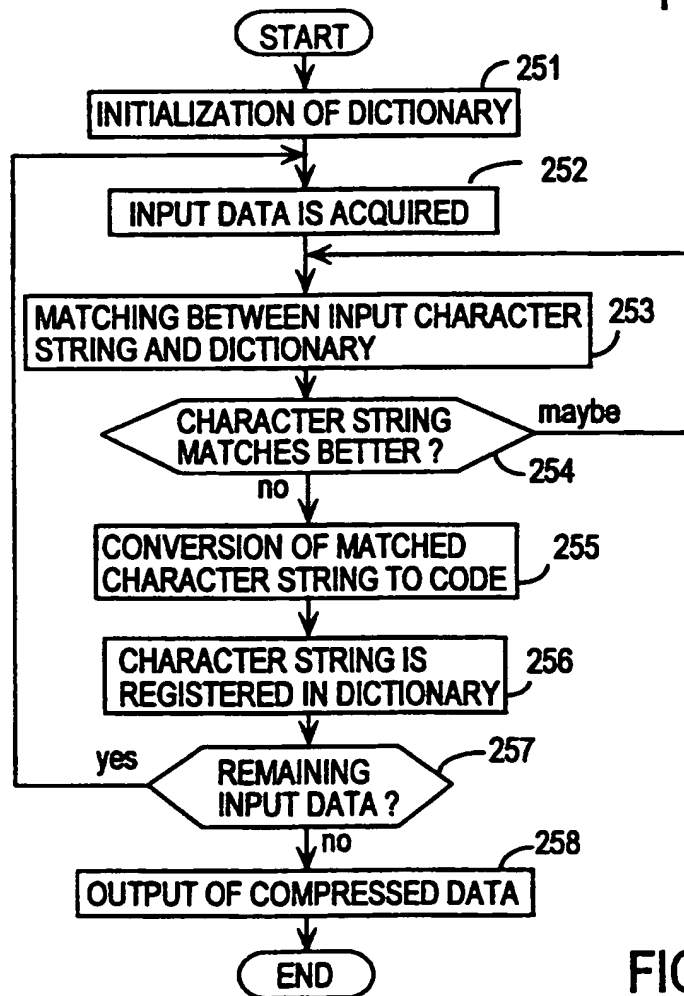 START
251
INITIALIZATION OF DICTIONARY
252
INPUT DATA IS ACQUIRED
MATCHING BETWEEN INPUT CHARACTER
STRING AND DICTIONARY
253
CHARACTER STRING
MATCHES BETTER ?
maybe
254
no
CONVERSION OF MATCHED
CHARACTER STRING TO CODE
255
CHARACTER STRING IS
REGISTERED IN DICTIONARY
256
yes
257
REMAINING
INPUT DATA ?
no
258
OUTPUT OF COMPRESSED DATA
END
FIG